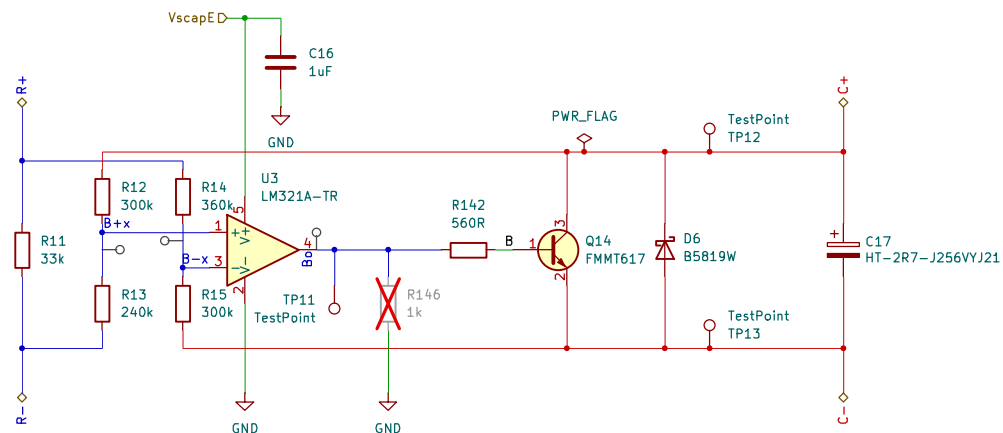 VscapE
C16
1uF
GND
R+
C+
PWR_FLAG
TestPoint
TP12
R12
300k
R14
360k
U3
LM321A-TR
5
V+
B+x
1
+
R142
560R
B
1
3
2
Q14
FMMT617
D6
B5819W
+
C17
HT-2R7-J256VYJ21
R11
33k
B-x
3
-
V-
2
4
Bo
R13
240k
R15
300k
TP11
TestPoint
R146
1k
TestPoint
TP13
R-
GND
GND
C-